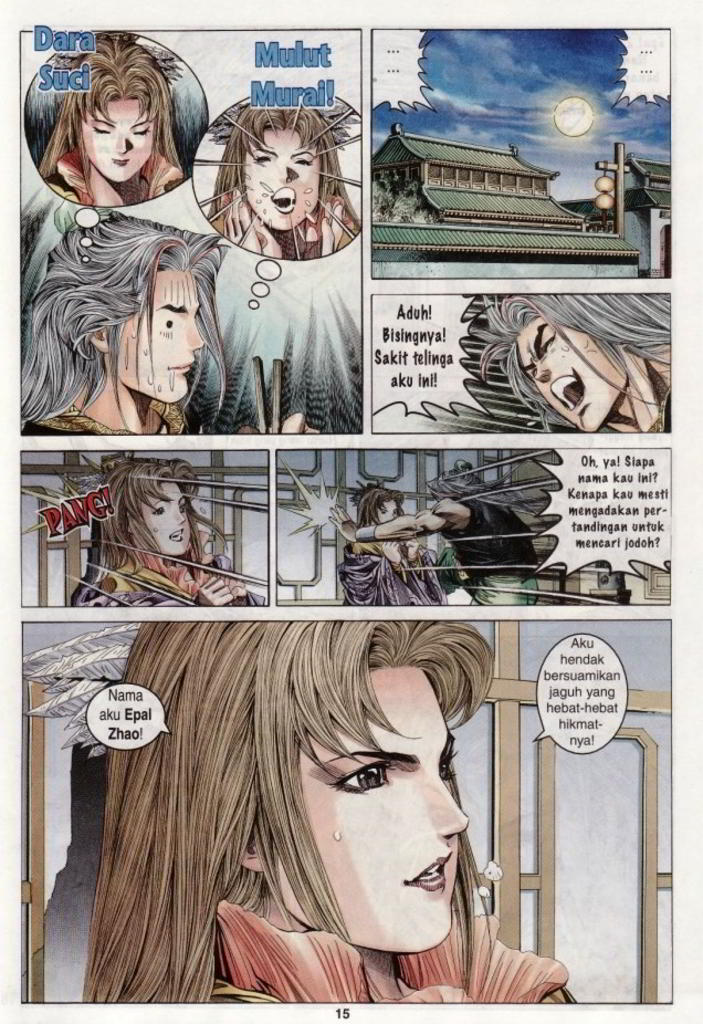 Dara
Suci
Mulut
Murai!
...
...
...
...
Aduh!
Bisingnya!
Sakit telinga
aku ini!
PANG!
Oh, ya! Siapa
nama kau ini?
Kenapa kau mesti
mengadakan per-
tandingan untuk
mencari jodoh?
Nama
aku Epal
Zhao!
Aku
hendak
bersuamikan
jaguh yang
hebat-hebat
hikmat-
nya!
15